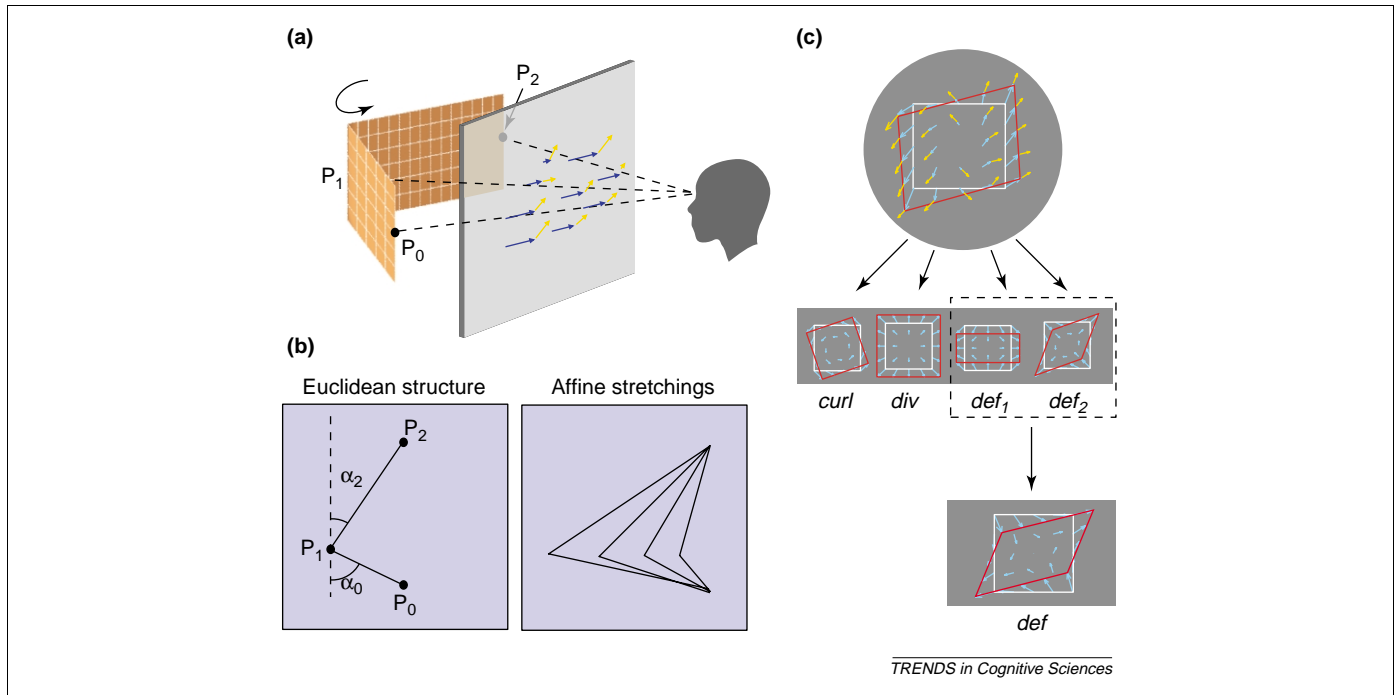 (a)
P2
P1
P0
(b)
Euclidean structure
P2
α2
P1
α0
P0
Affine stretchings
(c)
curl div def1 def2
def
TRENDS in Cognitive Sciences